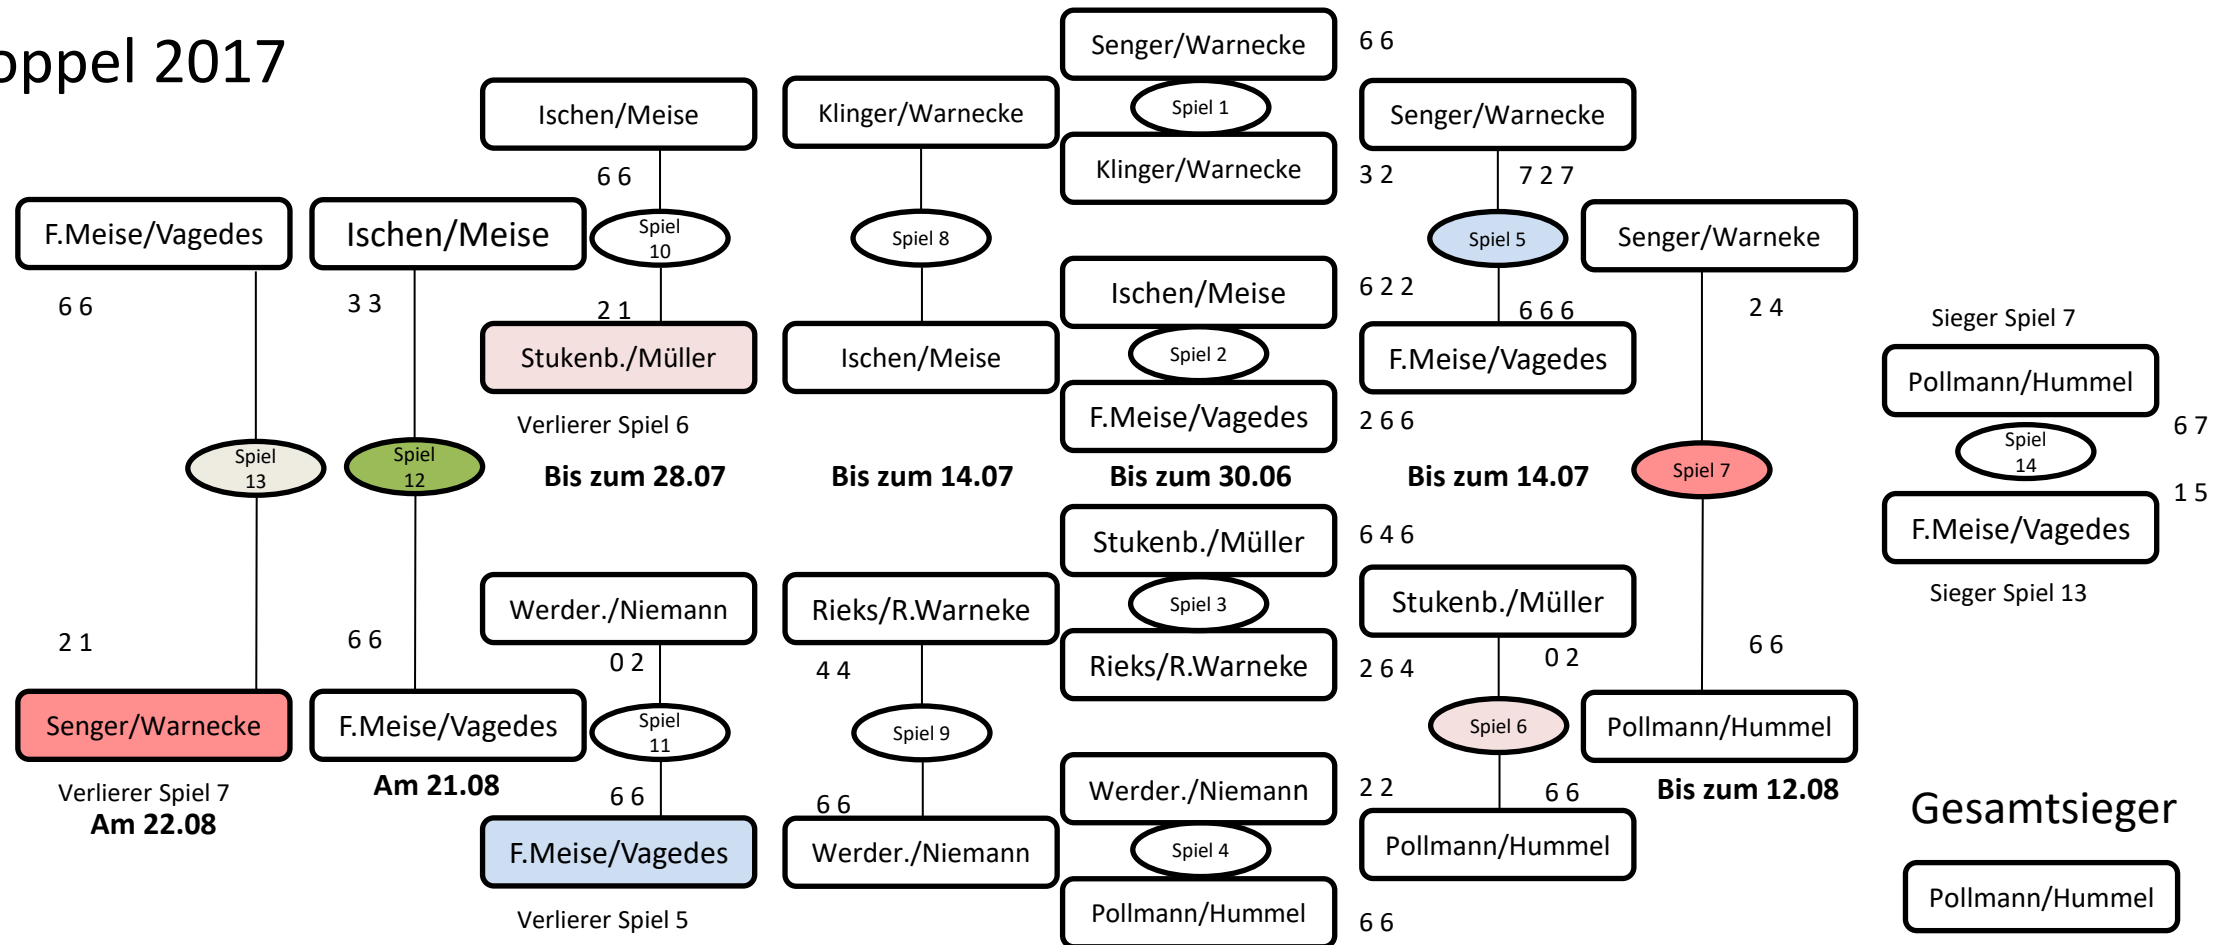 oppel 2017
F.Meise/Vagedes
6 6
Spiel
13
2 1
Senger/Warnecke
Verlierer Spiel 7
Am 22.08
Ischen/Meise
3 3
Spiel
12
6 6
F.Meise/Vagedes
Am 21.08
Ischen/Meise
6 6
Spiel
10
2 1
Stukenb./Müller
Verlierer Spiel 6
Bis zum 28.07
Werder./Niemann
0 2
Spiel
11
6 6
F.Meise/Vagedes
Verlierer Spiel 5
Klinger/Warnecke
Spiel 8
Ischen/Meise
Bis zum 14.07
Rieks/R.Warneke
4 4
Spiel 9
6 6
Werder./Niemann
Senger/Warnecke
6 6
Spiel 1
Klinger/Warnecke
3 2
Ischen/Meise
6 2 2
Spiel 2
F.Meise/Vagedes
2 6 6
Bis zum 30.06
Stukenb./Müller
6 4 6
Spiel 3
Rieks/R.Warneke
2 6 4
Werder./Niemann
2 2
Spiel 4
Pollmann/Hummel
6 6
Senger/Warnecke
7 2 7
Spiel 5
6 6 6
F.Meise/Vagedes
Bis zum 14.07
Stukenb./Müller
0 2
Spiel 6
6 6
Pollmann/Hummel
Senger/Warneke
2 4
Spiel 7
6 6
Pollmann/Hummel
Bis zum 12.08
Sieger Spiel 7
Pollmann/Hummel
6 7
Spiel
14
1 5
F.Meise/Vagedes
Sieger Spiel 13
Gesamtsieger
Pollmann/Hummel